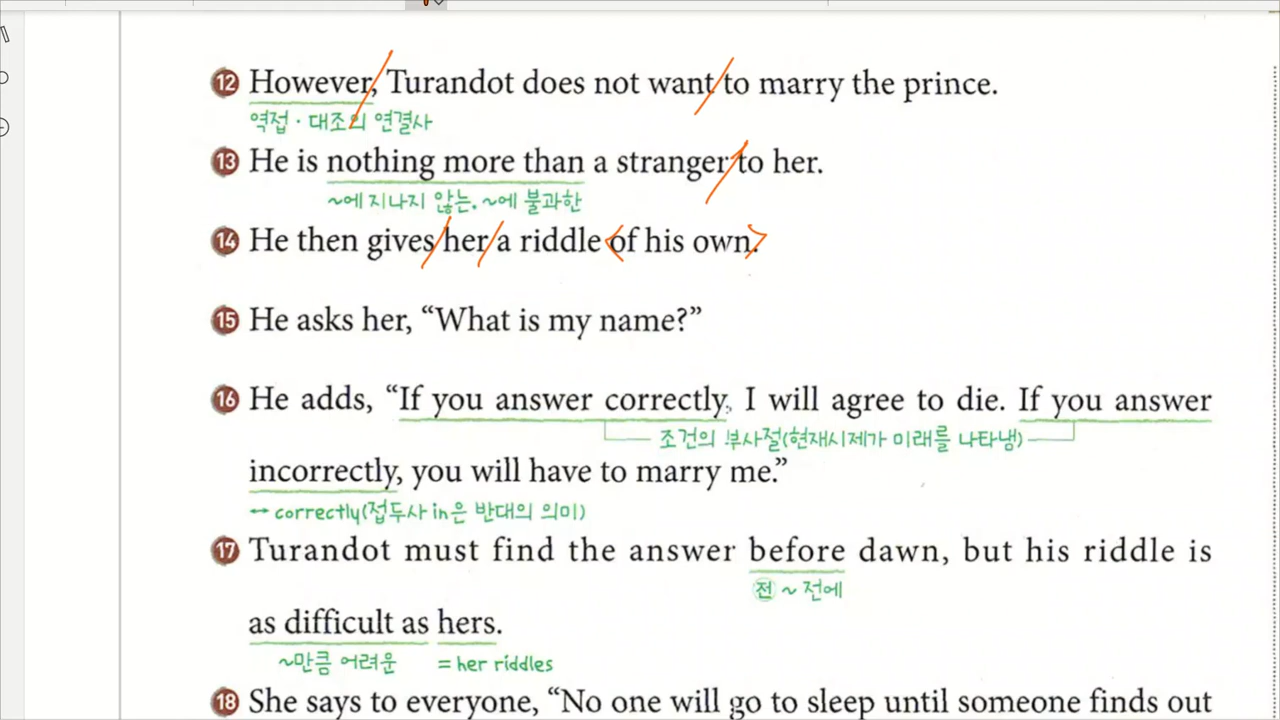 12 However, Turandot does not want to marry the prince.
역접·대조의 연결사
13 He is nothing more than a stranger to her.
~에 지나지 않는, ~에 불과한
14 He then gives her a riddle of his own.
15 He asks her, “What is my name?”
16 He adds, “If you answer correctly, I will agree to die. If you answer
조건의 부사절(현재시제가 미래를 나타냄)
incorrectly, you will have to marry me.”
↔ correctly(접두사 in은 반대의 의미)
17 Turandot must find the answer before dawn, but his riddle is
전 ~ 전에
as difficult as hers.
~만큼 어려운 = her riddles
18 She says to everyone, “No one will go to sleep until someone finds out